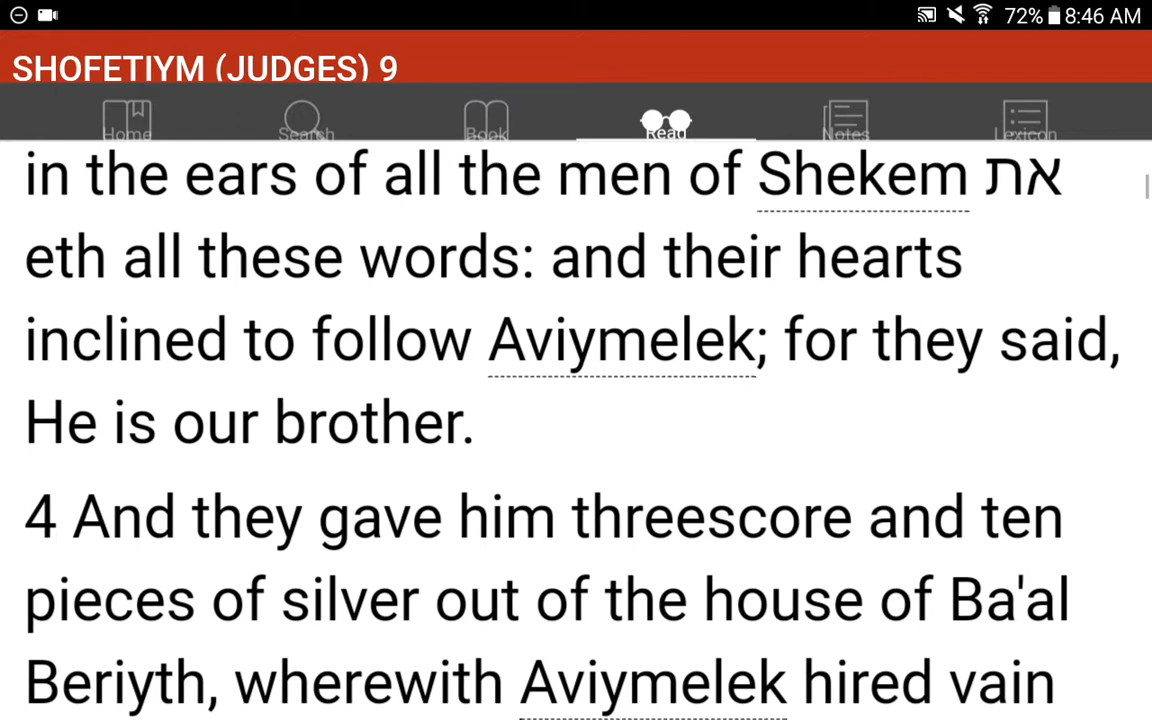 72% 8:46 AM
SHOFETIYM (JUDGES) 9
Home Search Book Read Notes Lexicon
in the ears of all the men of Shekem את
eth all these words: and their hearts
inclined to follow Aviymelek; for they said,
He is our brother.
4 And they gave him threescore and ten
pieces of silver out of the house of Ba'al
Beriyth, wherewith Aviymelek hired vain